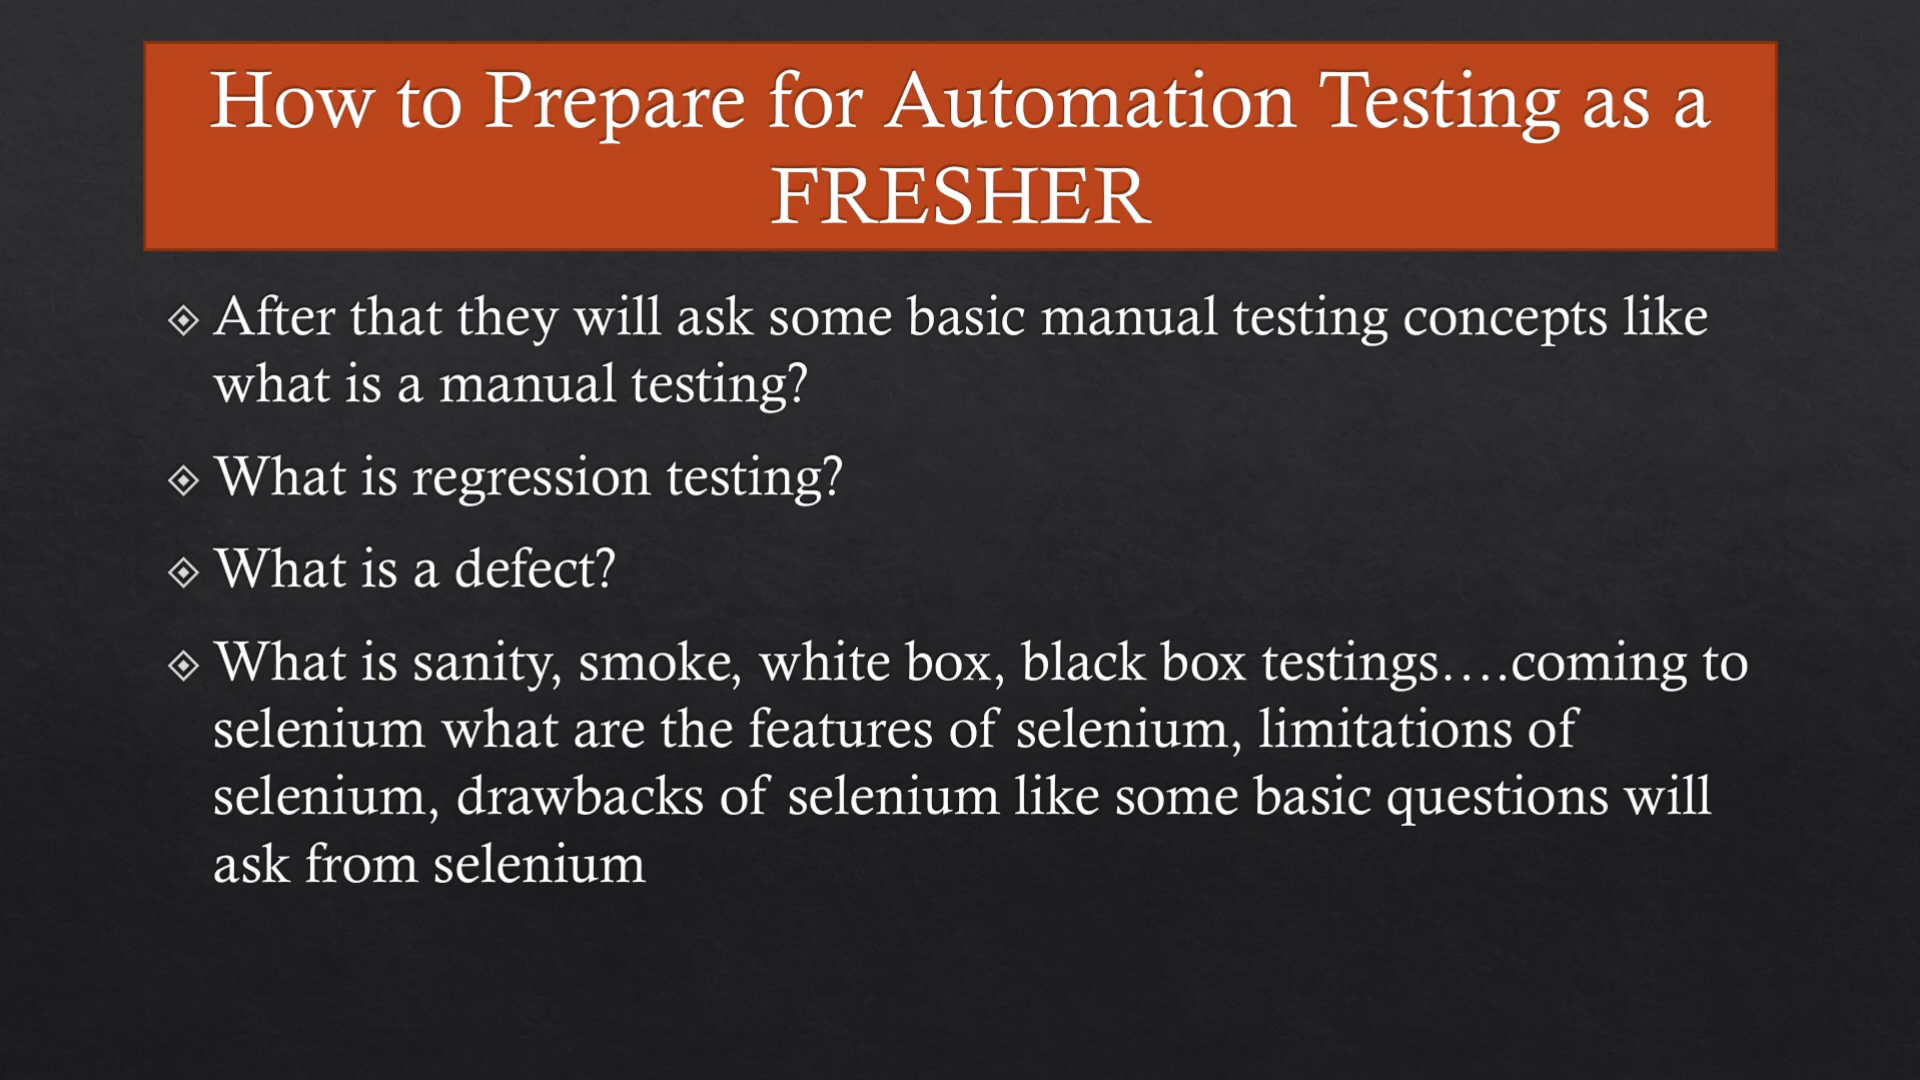 How to Prepare for Automation Testing as a
FRESHER
After that they will ask some basic manual testing concepts like
what is a manual testing?
What is regression testing?
What is a defect?
What is sanity, smoke, white box, black box testings….coming to
selenium what are the features of selenium, limitations of
selenium, drawbacks of selenium like some basic questions will
ask from selenium